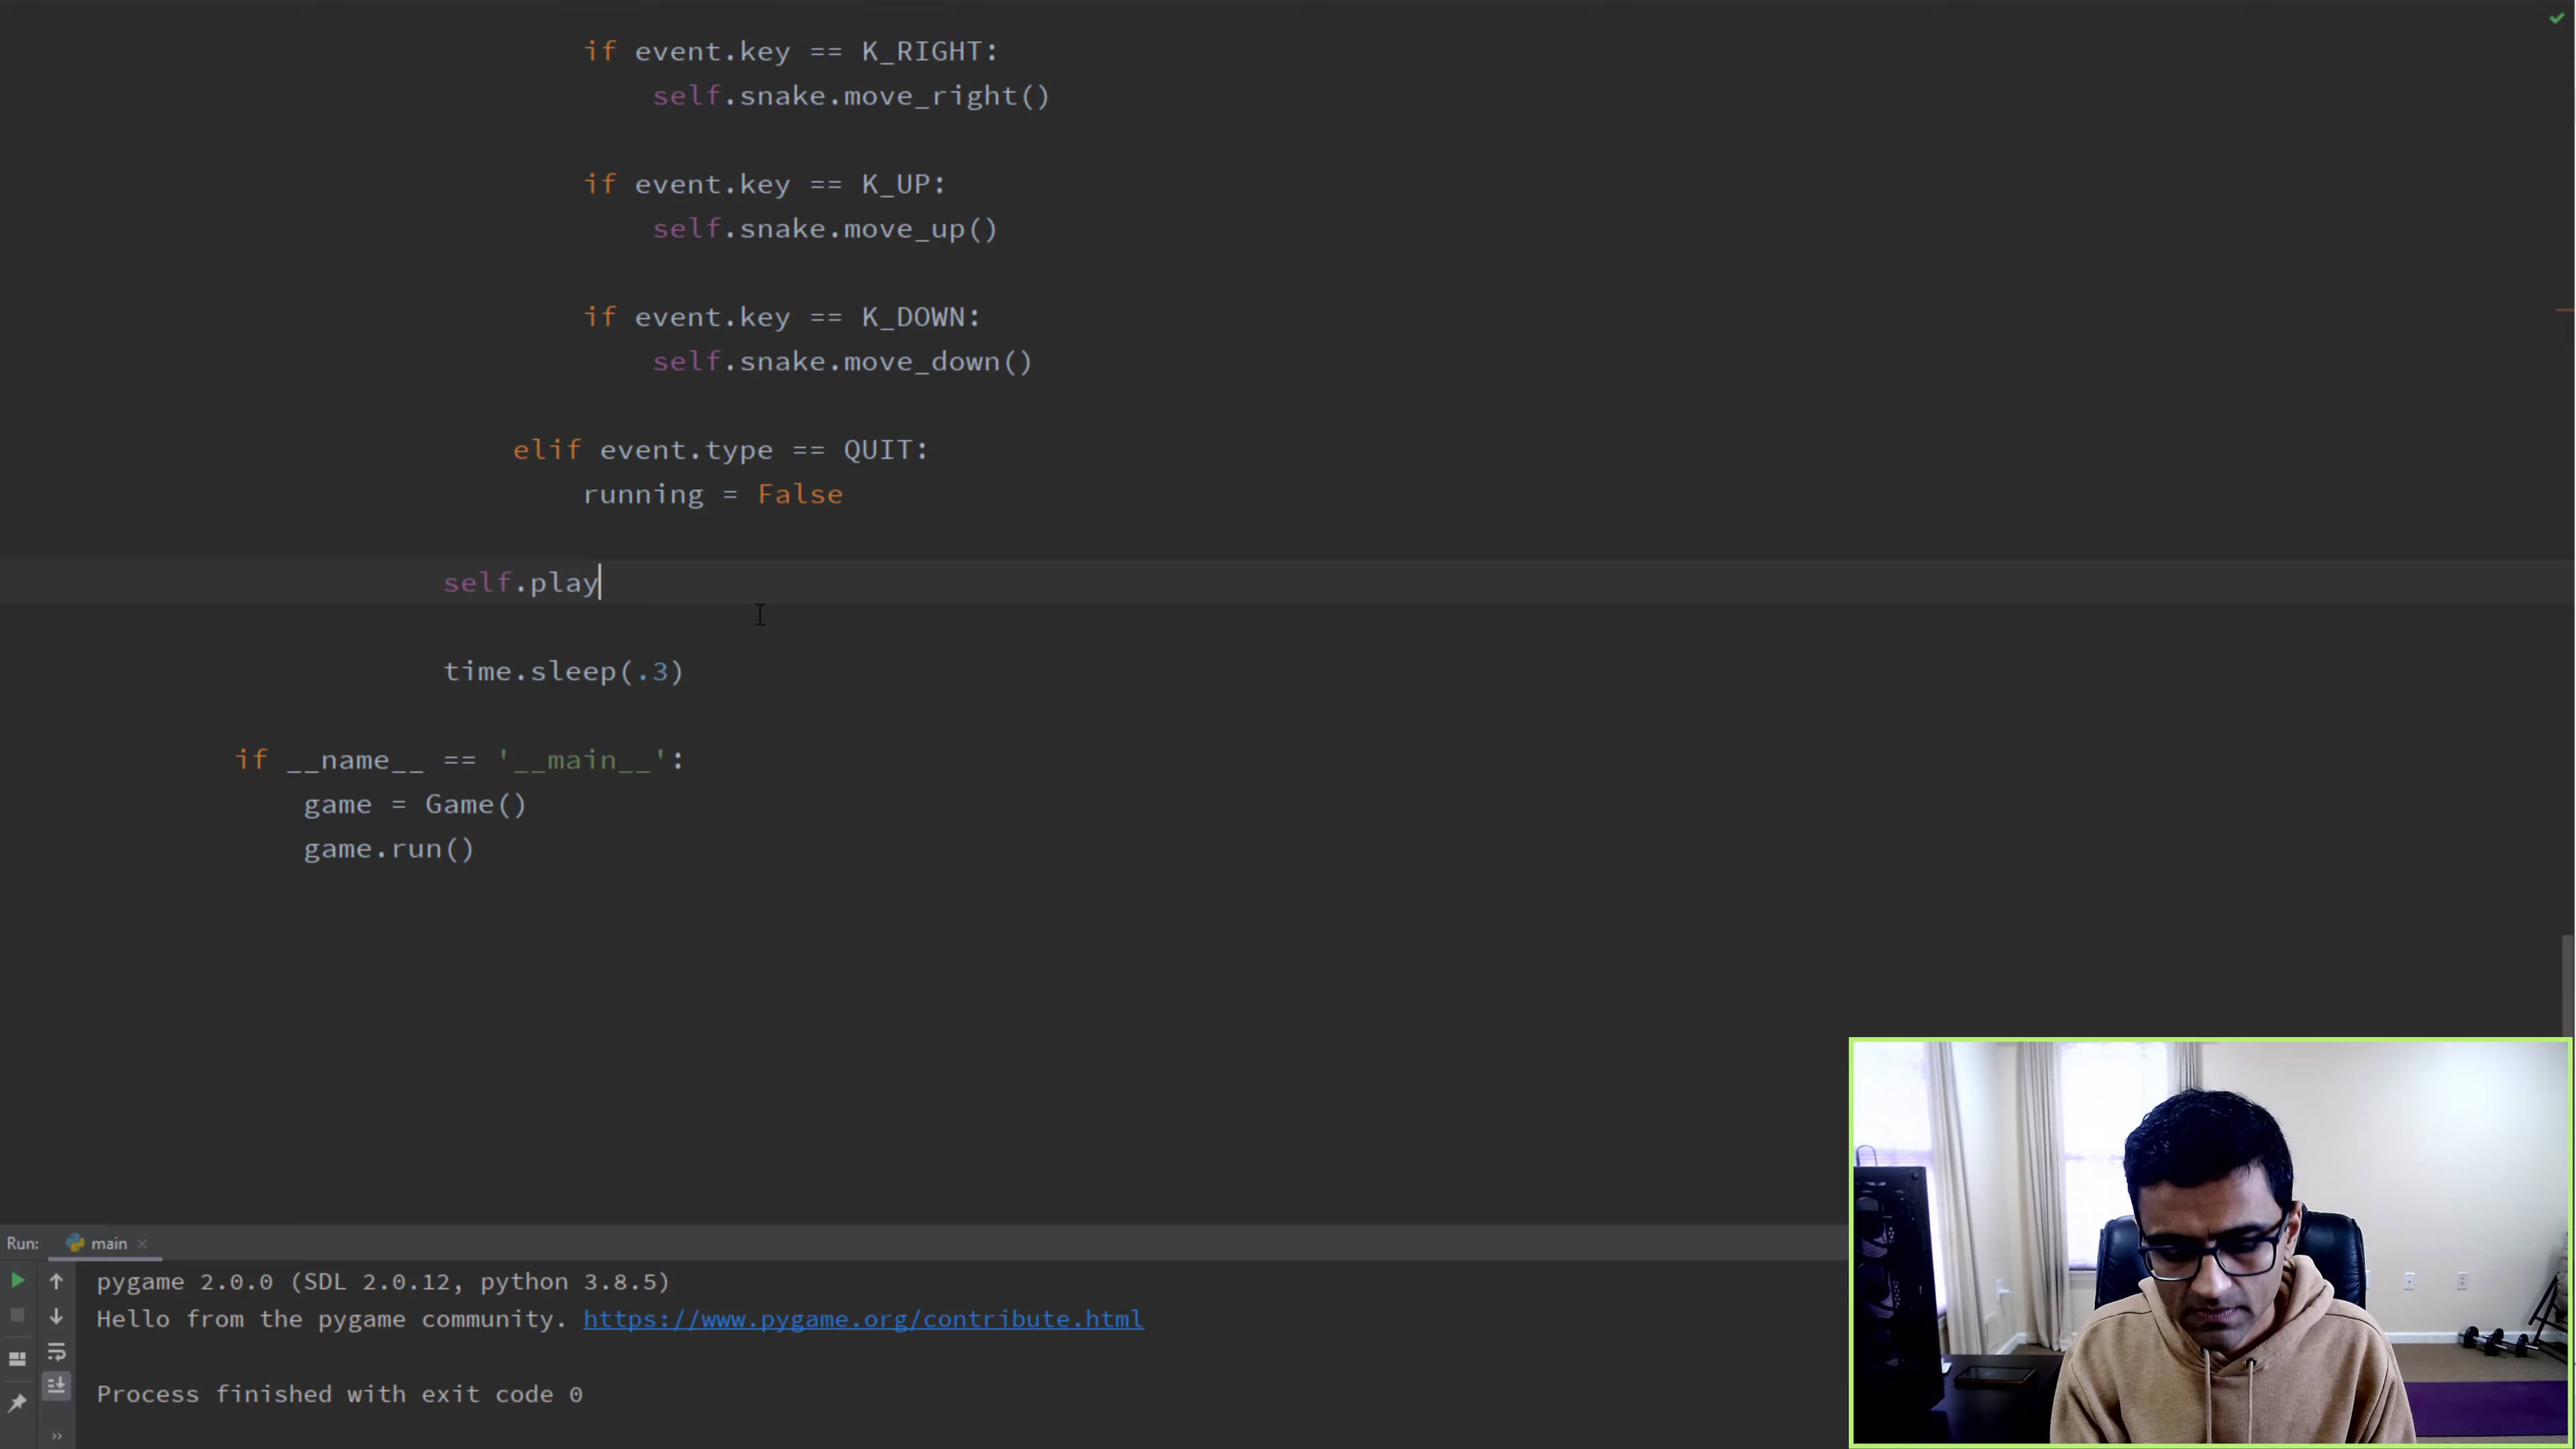 if event.key == K_RIGHT:
self.snake.move_right()
if event.key == K_UP:
self.snake.move_up()
if event.key == K_DOWN:
self.snake.move_down()
elif event.type == QUIT:
running = False
self.play
time.sleep(.3)
if __name__ == '__main__':
game = Game()
game.run()
Run: main
pygame 2.0.0 (SDL 2.0.12, python 3.8.5)
Hello from the pygame community. https://www.pygame.org/contribute.html
Process finished with exit code 0